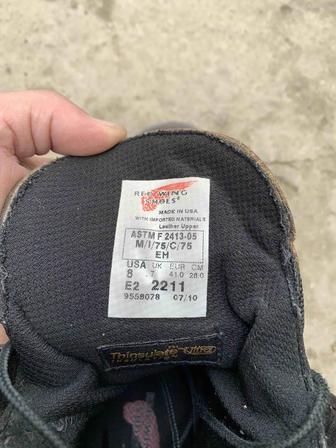 RED WING
SHOES
MADE IN USA
WITH IMPORTED MATERIALS
Leather Upper
ASTM F 2413-05
M/I/75/C/75
EH
USA UK EUR CM
8 7 41.0 26.0
E2 2211
9558078 07/10
Thinsulate Ultra